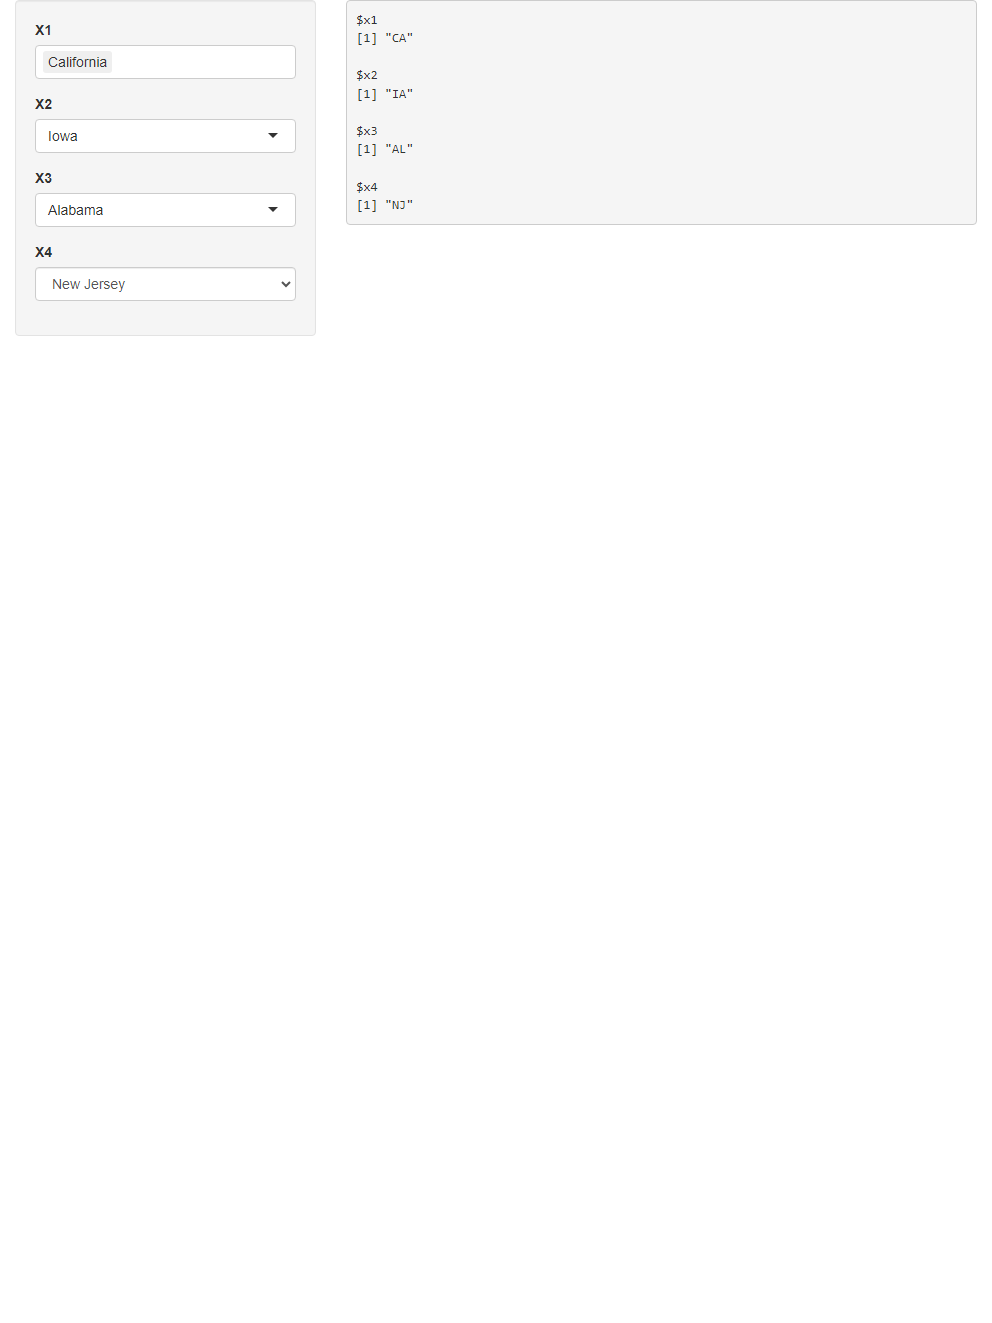 X1
California
X2
Iowa
X3
Alabama
X4
New Jersey
$x1
[1] "CA"
$x2
[1] "IA"
$x3
[1] "AL"
$x4
[1] "NJ"